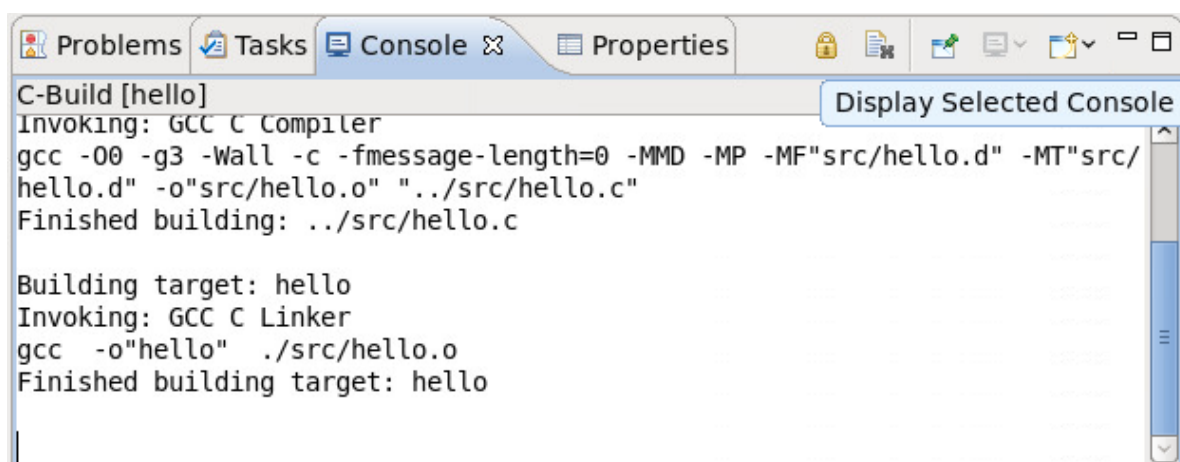 Problems Tasks Console Properties
C-Build [hello]
Display Selected Console
Invoking: GCC C Compiler
gcc -O0 -g3 -Wall -c -fmessage-length=0 -MMD -MP -MF"src/hello.d" -MT"src/
hello.d" -o"src/hello.o" "../src/hello.c"
Finished building: ../src/hello.c
Building target: hello
Invoking: GCC C Linker
gcc  -o"hello"  ./src/hello.o
Finished building target: hello